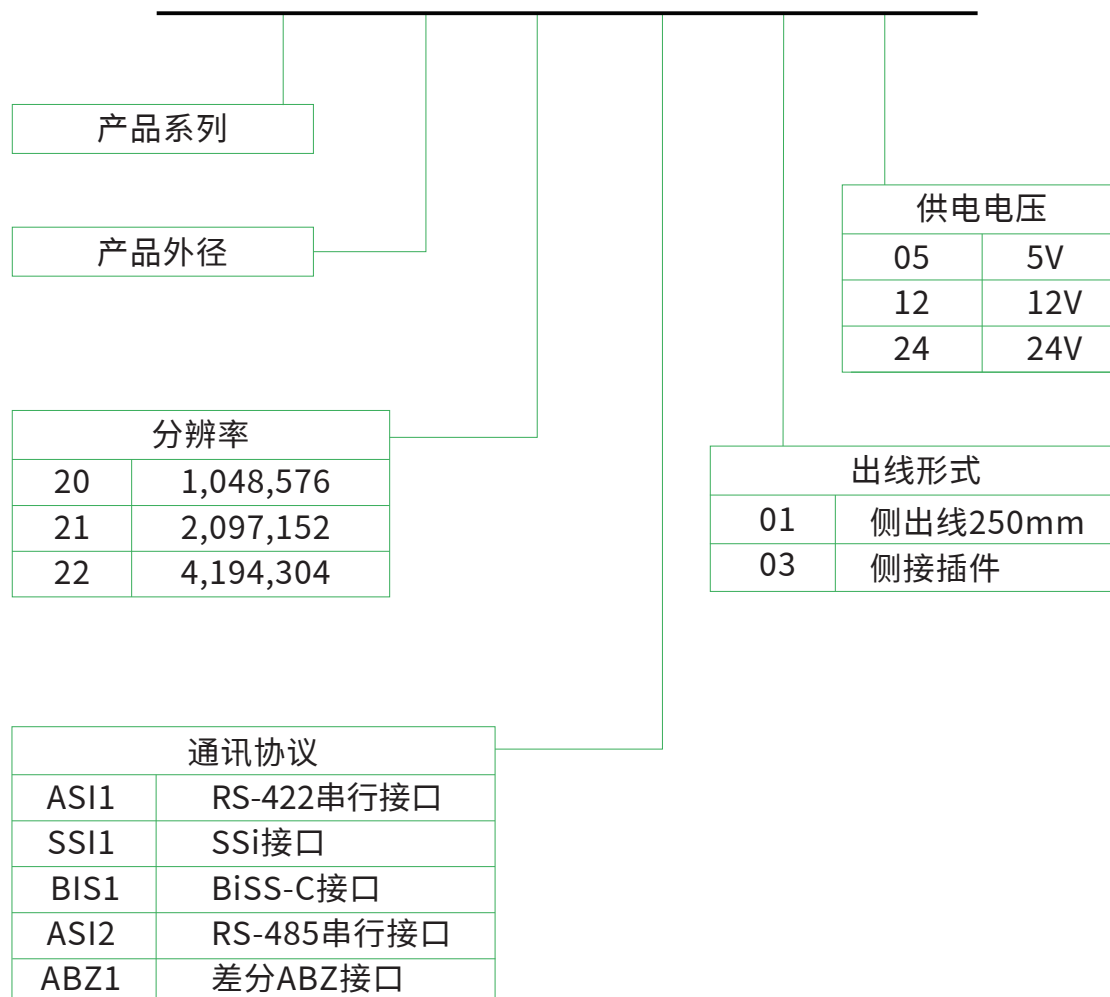 产品系列
产品外径
供电电压
05 5V
12 12V
24 24V
分辨率
20 1,048,576
21 2,097,152
22 4,194,304
出线形式
01 侧出线250mm
03 侧接插件
通讯协议
ASI1 RS-422串行接口
SSI1 SSi接口
BIS1 BiSS-C接口
ASI2 RS-485串行接口
ABZ1 差分ABZ接口